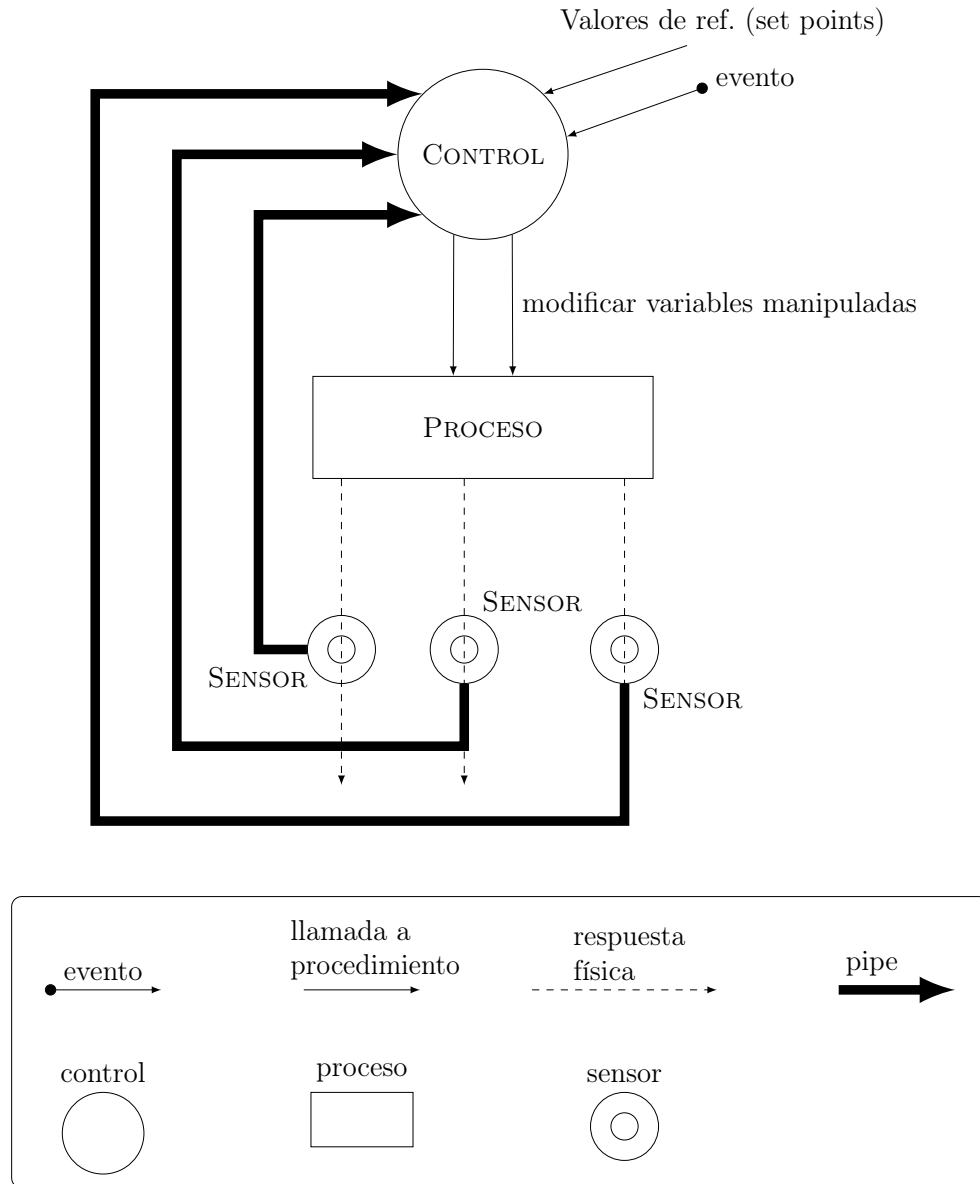 Valores de ref. (set points)
evento
CONTROL
modificar variables manipuladas
PROCESO
SENSOR
SENSOR
SENSOR
evento
llamada a
procedimiento
respuesta
física
pipe
control
proceso
sensor